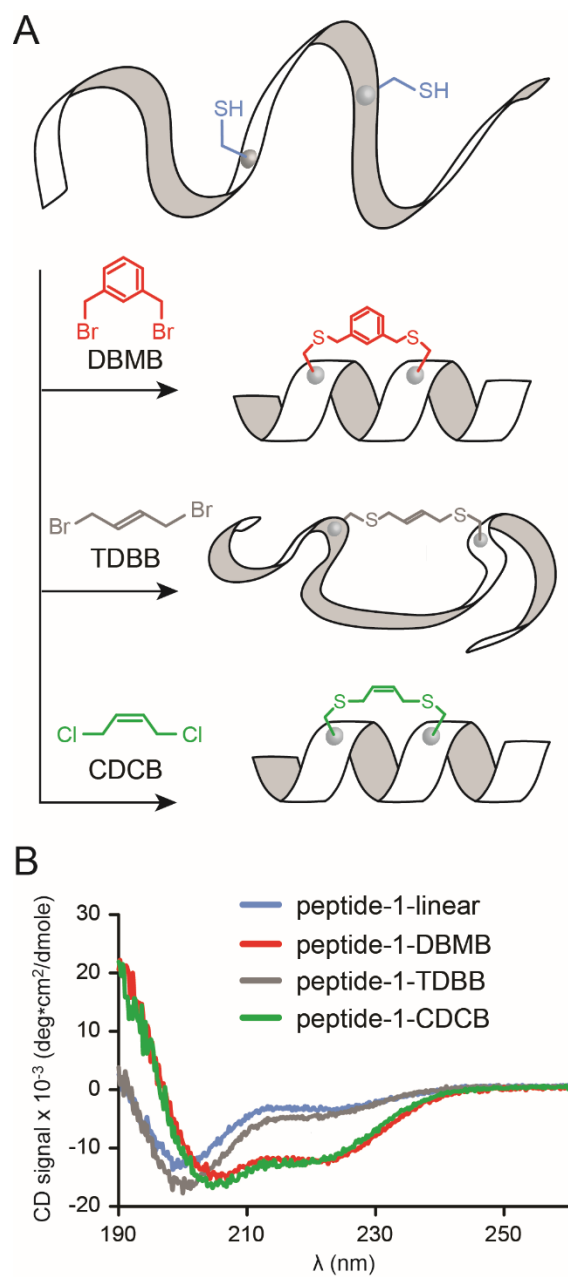 A
SH
SH
Br
Br
DBMB
S
S
Br
Br
TDBB
S
S
Cl
Cl
CDCB
S
S
B
CD signal x 10⁻³ (deg*cm²/dmole)
30
20
10
0
-10
-20
190
210
230
250
λ (nm)
peptide-1-linear
peptide-1-DBMB
peptide-1-TDBB
peptide-1-CDCB